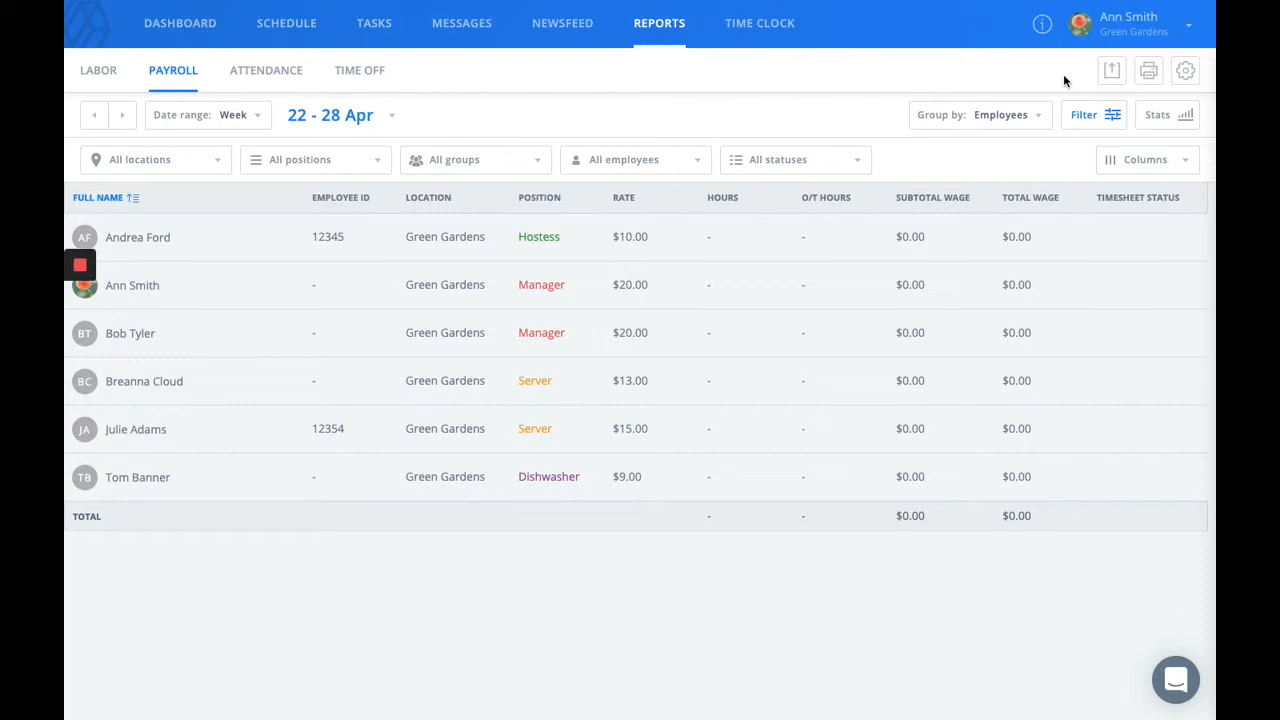 DASHBOARD SCHEDULE TASKS MESSAGES NEWSFEED REPORTS TIME CLOCK
Ann Smith
Green Gardens
LABOR PAYROLL ATTENDANCE TIME OFF
Date range: Week 22 - 28 Apr Group by: Employees Filter Stats
All locations All positions All groups All employees All statuses Columns
FULL NAME EMPLOYEE ID LOCATION POSITION RATE HOURS O/T HOURS SUBTOTAL WAGE TOTAL WAGE TIMESHEET STATUS
AF Andrea Ford 12345 Green Gardens Hostess $10.00 - - $0.00 $0.00
Ann Smith - Green Gardens Manager $20.00 - - $0.00 $0.00
BT Bob Tyler - Green Gardens Manager $20.00 - - $0.00 $0.00
BC Breanna Cloud - Green Gardens Server $13.00 - - $0.00 $0.00
JA Julie Adams 12354 Green Gardens Server $15.00 - - $0.00 $0.00
TB Tom Banner - Green Gardens Dishwasher $9.00 - - $0.00 $0.00
TOTAL - - $0.00 $0.00